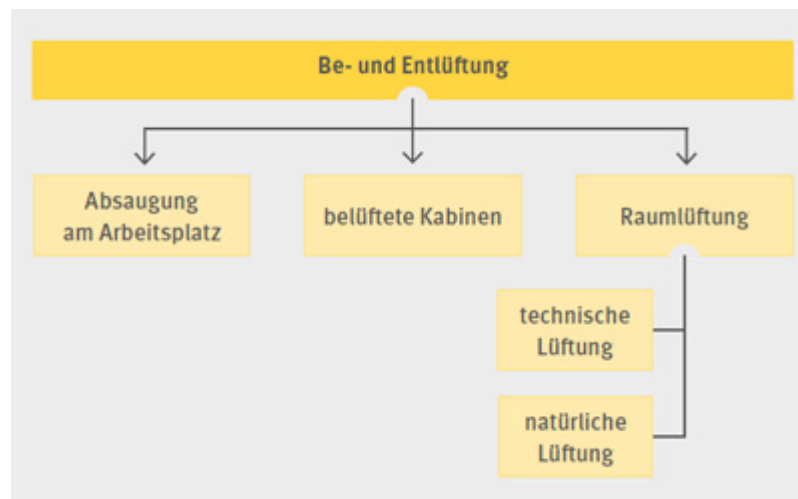 Be- und Entlüftung
Absaugung
am Arbeitsplatz
belüftete Kabinen
Raumlüftung
technische
Lüftung
natürliche
Lüftung